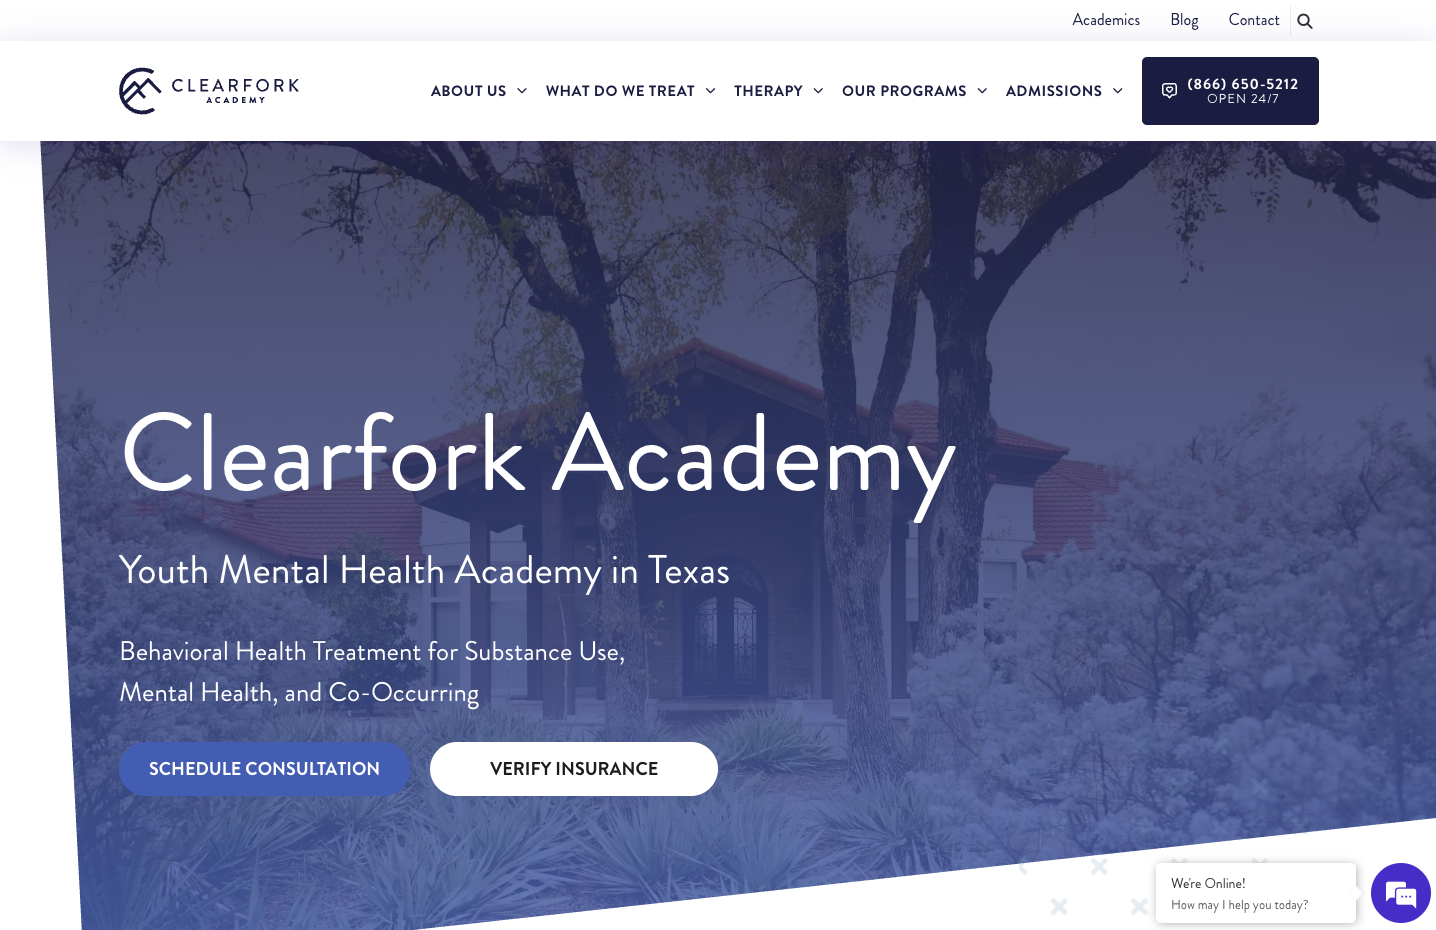 Academics Blog Contact
CLEARFORK
ACADEMY
ABOUT US WHAT DO WE TREAT THERAPY OUR PROGRAMS ADMISSIONS
(866) 650-5212
OPEN 24/7
Clearfork Academy
Youth Mental Health Academy in Texas
Behavioral Health Treatment for Substance Use,
Mental Health, and Co-Occurring
SCHEDULE CONSULTATION VERIFY INSURANCE
We're Online!
How may I help you today?